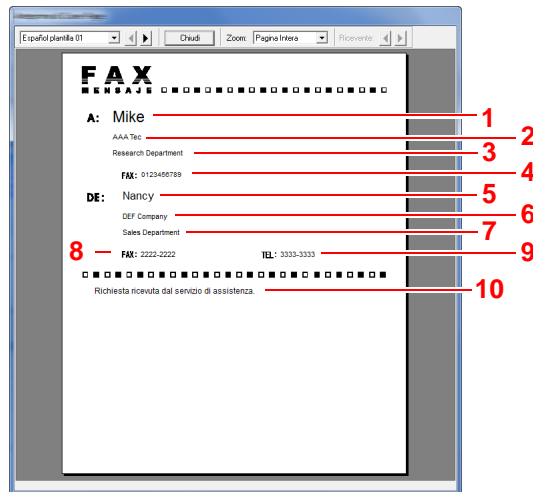 Español plantilla 01 Chiudi Zoom: Pagina Intera Ricevente:
FAX
MENSAJE
A: Mike 1
AAA Tec 2
Research Department 3
FAX: 0123456789 4
DE: Nancy 5
DEF Company 6
Sales Department 7
8 FAX: 2222-2222 TEL: 3333-3333 9
Richiesta ricevuta dal servizio di assistenza. 10